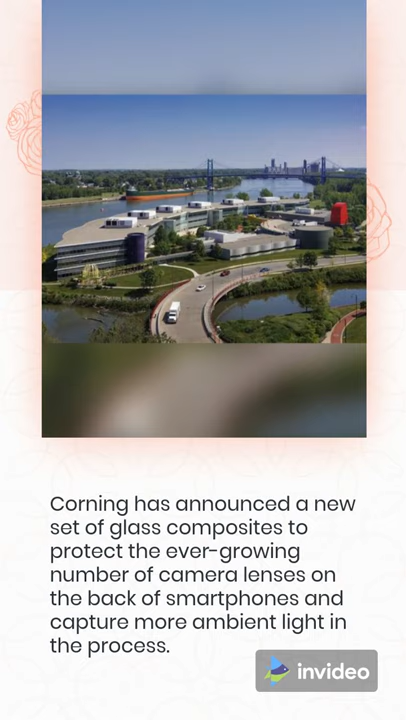 Corning has announced a new
set of glass composites to
protect the ever-growing
number of camera lenses on
the back of smartphones and
capture more ambient light in
the process.
invideo